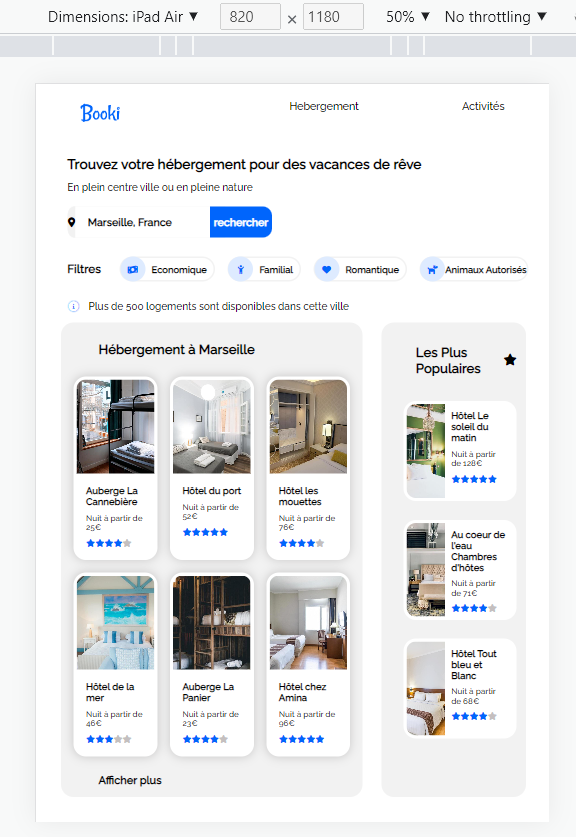 Dimensions: iPad Air ▼ 820 × 1180 50% ▼ No throttling ▼
Booki Hebergement Activités
Trouvez votre hébergement pour des vacances de rêve
En plein centre ville ou en pleine nature
Marseille, France rechercher
Filtres Economique Familial Romantique Animaux Autorisés
Plus de 500 logements sont disponibles dans cette ville
Hébergement à Marseille
Auberge La
Cannebière
Nuit à partir de
25€
Hôtel du port
Nuit à partir de
52€
Hôtel les
mouettes
Nuit à partir de
76€
Hôtel de la
mer
Nuit à partir de
46€
Auberge La
Panier
Nuit à partir de
23€
Hôtel chez
Amina
Nuit à partir de
96€
Afficher plus
Les Plus
Populaires
Hôtel Le
soleil du
matin
Nuit à partir
de 128€
Au coeur de
l'eau
Chambres
d'hôtes
Nuit à partir
de 71€
Hôtel Tout
bleu et
Blanc
Nuit à partir
de 68€